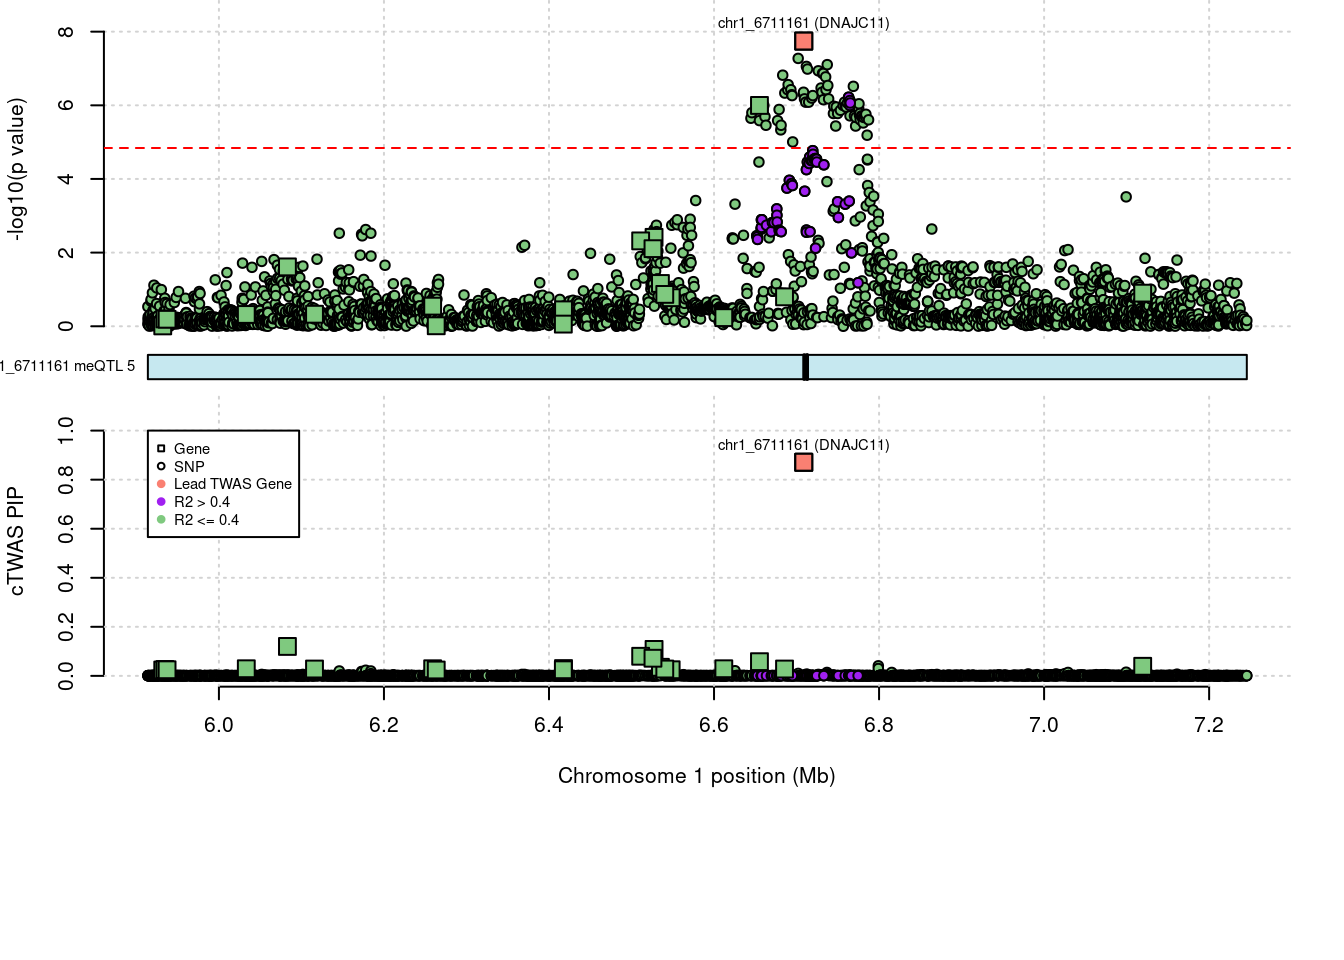 chr1_6711161 (DNAJC11)
8
6
4
2
0
-log10(p value)
1_6711161 meQTL 5
1.0
0.8
0.6
0.4
0.2
0.0
cTWAS PIP
Gene
SNP
Lead TWAS Gene
R2 > 0.4
R2 <= 0.4
chr1_6711161 (DNAJC11)
6.0 6.2 6.4 6.6 6.8 7.0 7.2
Chromosome 1 position (Mb)